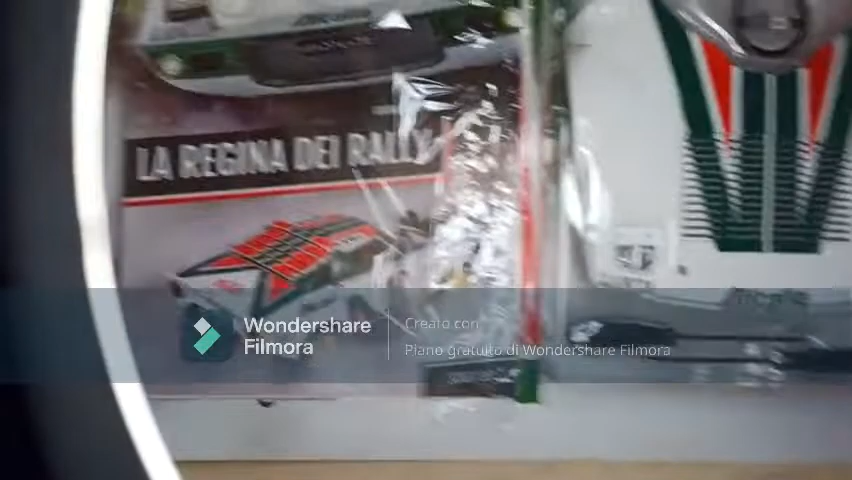 LA REGINA DEI RALLY
Wondershare
Filmora
Creato con
Piano gratuito di Wondershare Filmora